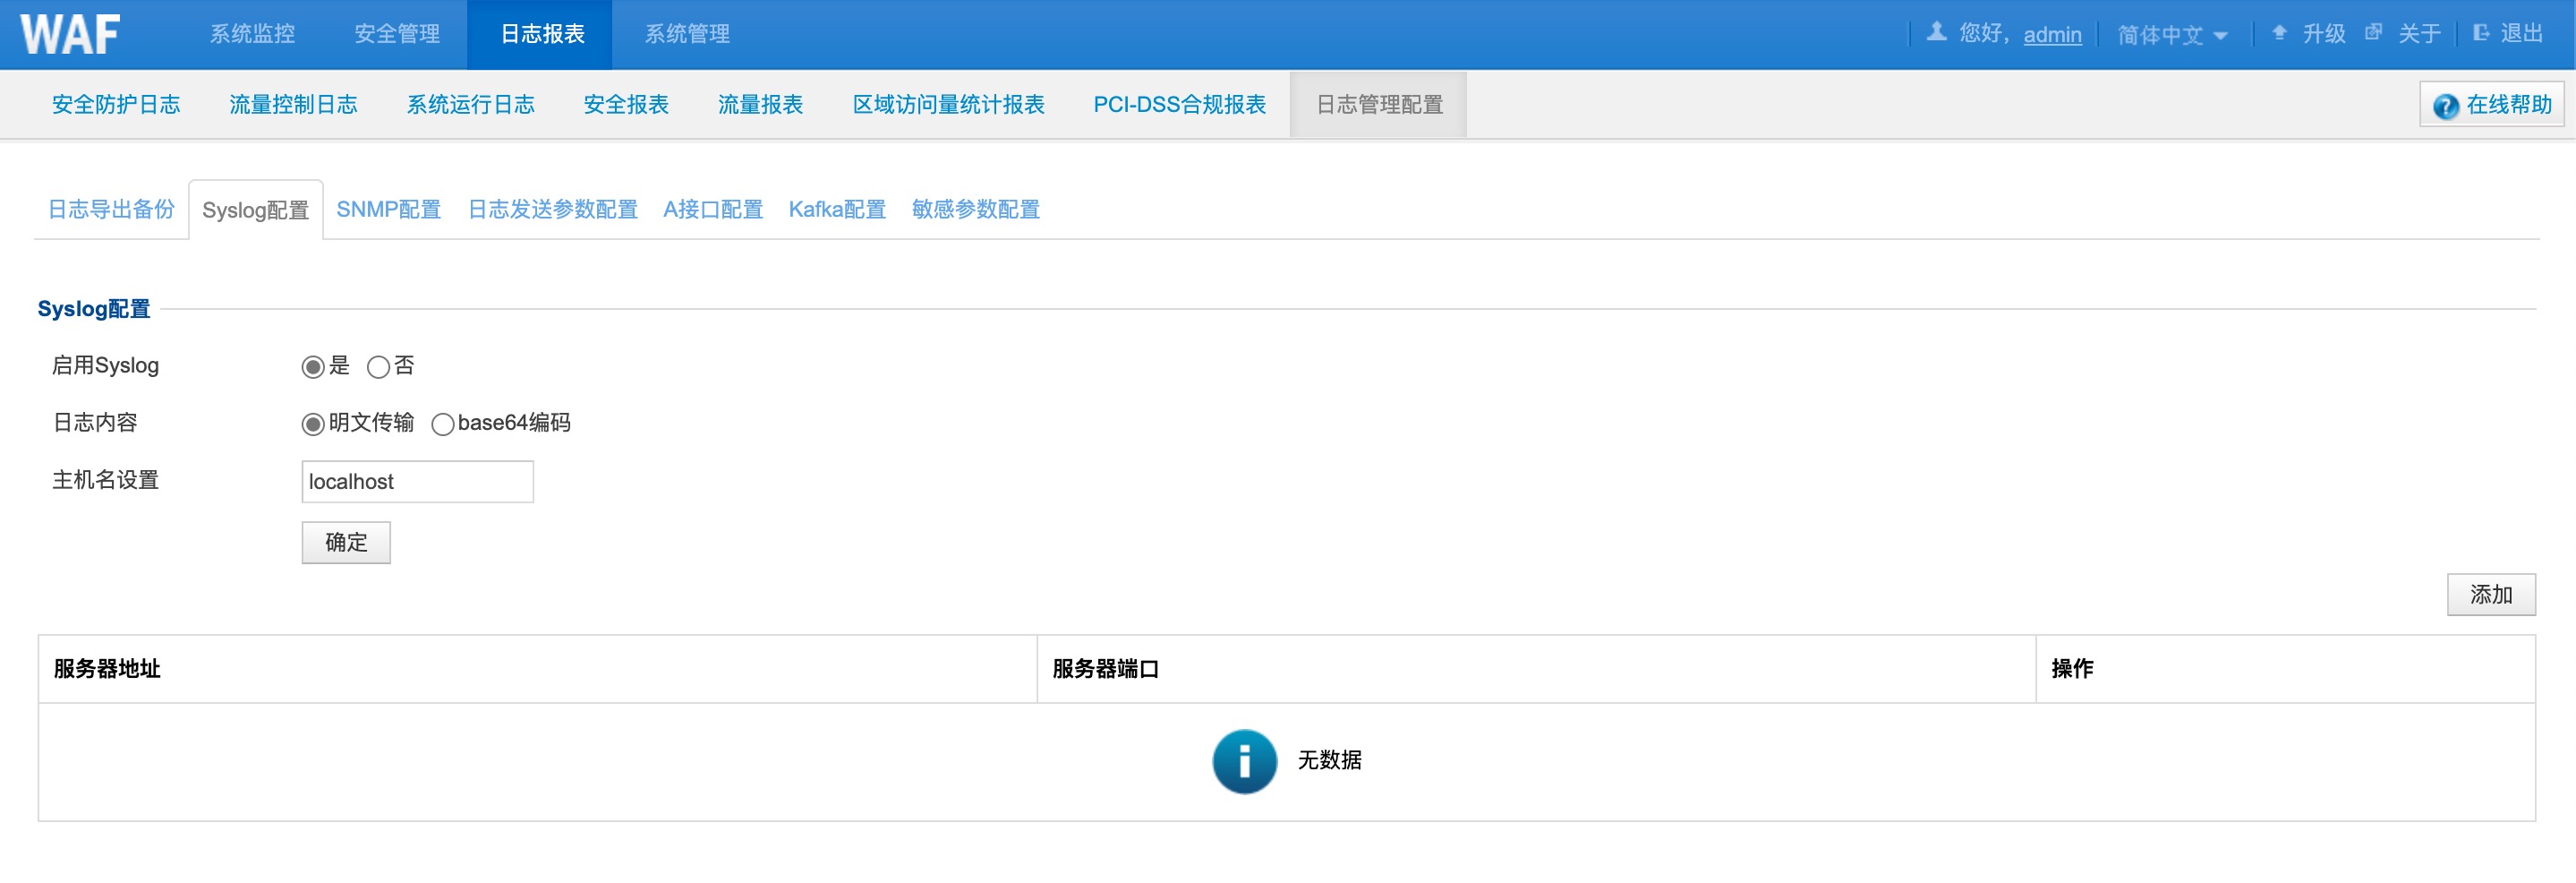 WAF 系统监控 安全管理 日志报表 系统管理 您好，admin 简体中文 升级 关于 退出
安全防护日志 流量控制日志 系统运行日志 安全报表 流量报表 区域访问量统计报表 PCI-DSS合规报表 日志管理配置 在线帮助
日志导出备份 Syslog配置 SNMP配置 日志发送参数配置 A接口配置 Kafka配置 敏感参数配置
Syslog配置
启用Syslog 是 否
日志内容 明文传输 base64编码
主机名设置 localhost
确定
添加
服务器地址 服务器端口 操作
无数据